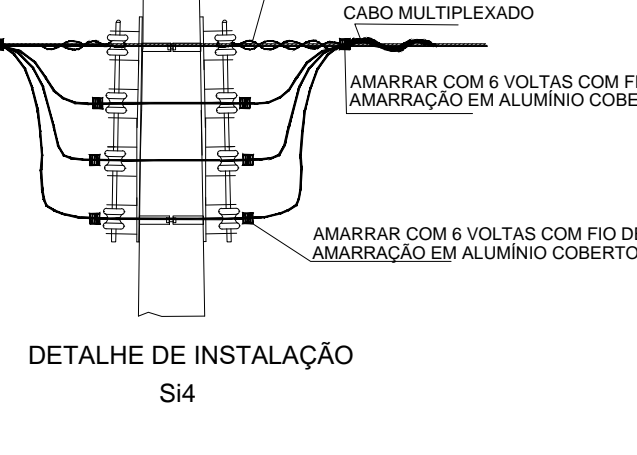 CABO MULTIPLEXADO
AMARRAR COM 6 VOLTAS COM
AMARRAÇÃO EM ALUMÍNIO
AMARRAR COM 6 VOLTAS COM FIO DE
AMARRAÇÃO EM ALUMÍNIO COBERTO
DETALHE DE INSTALAÇÃO
Si4